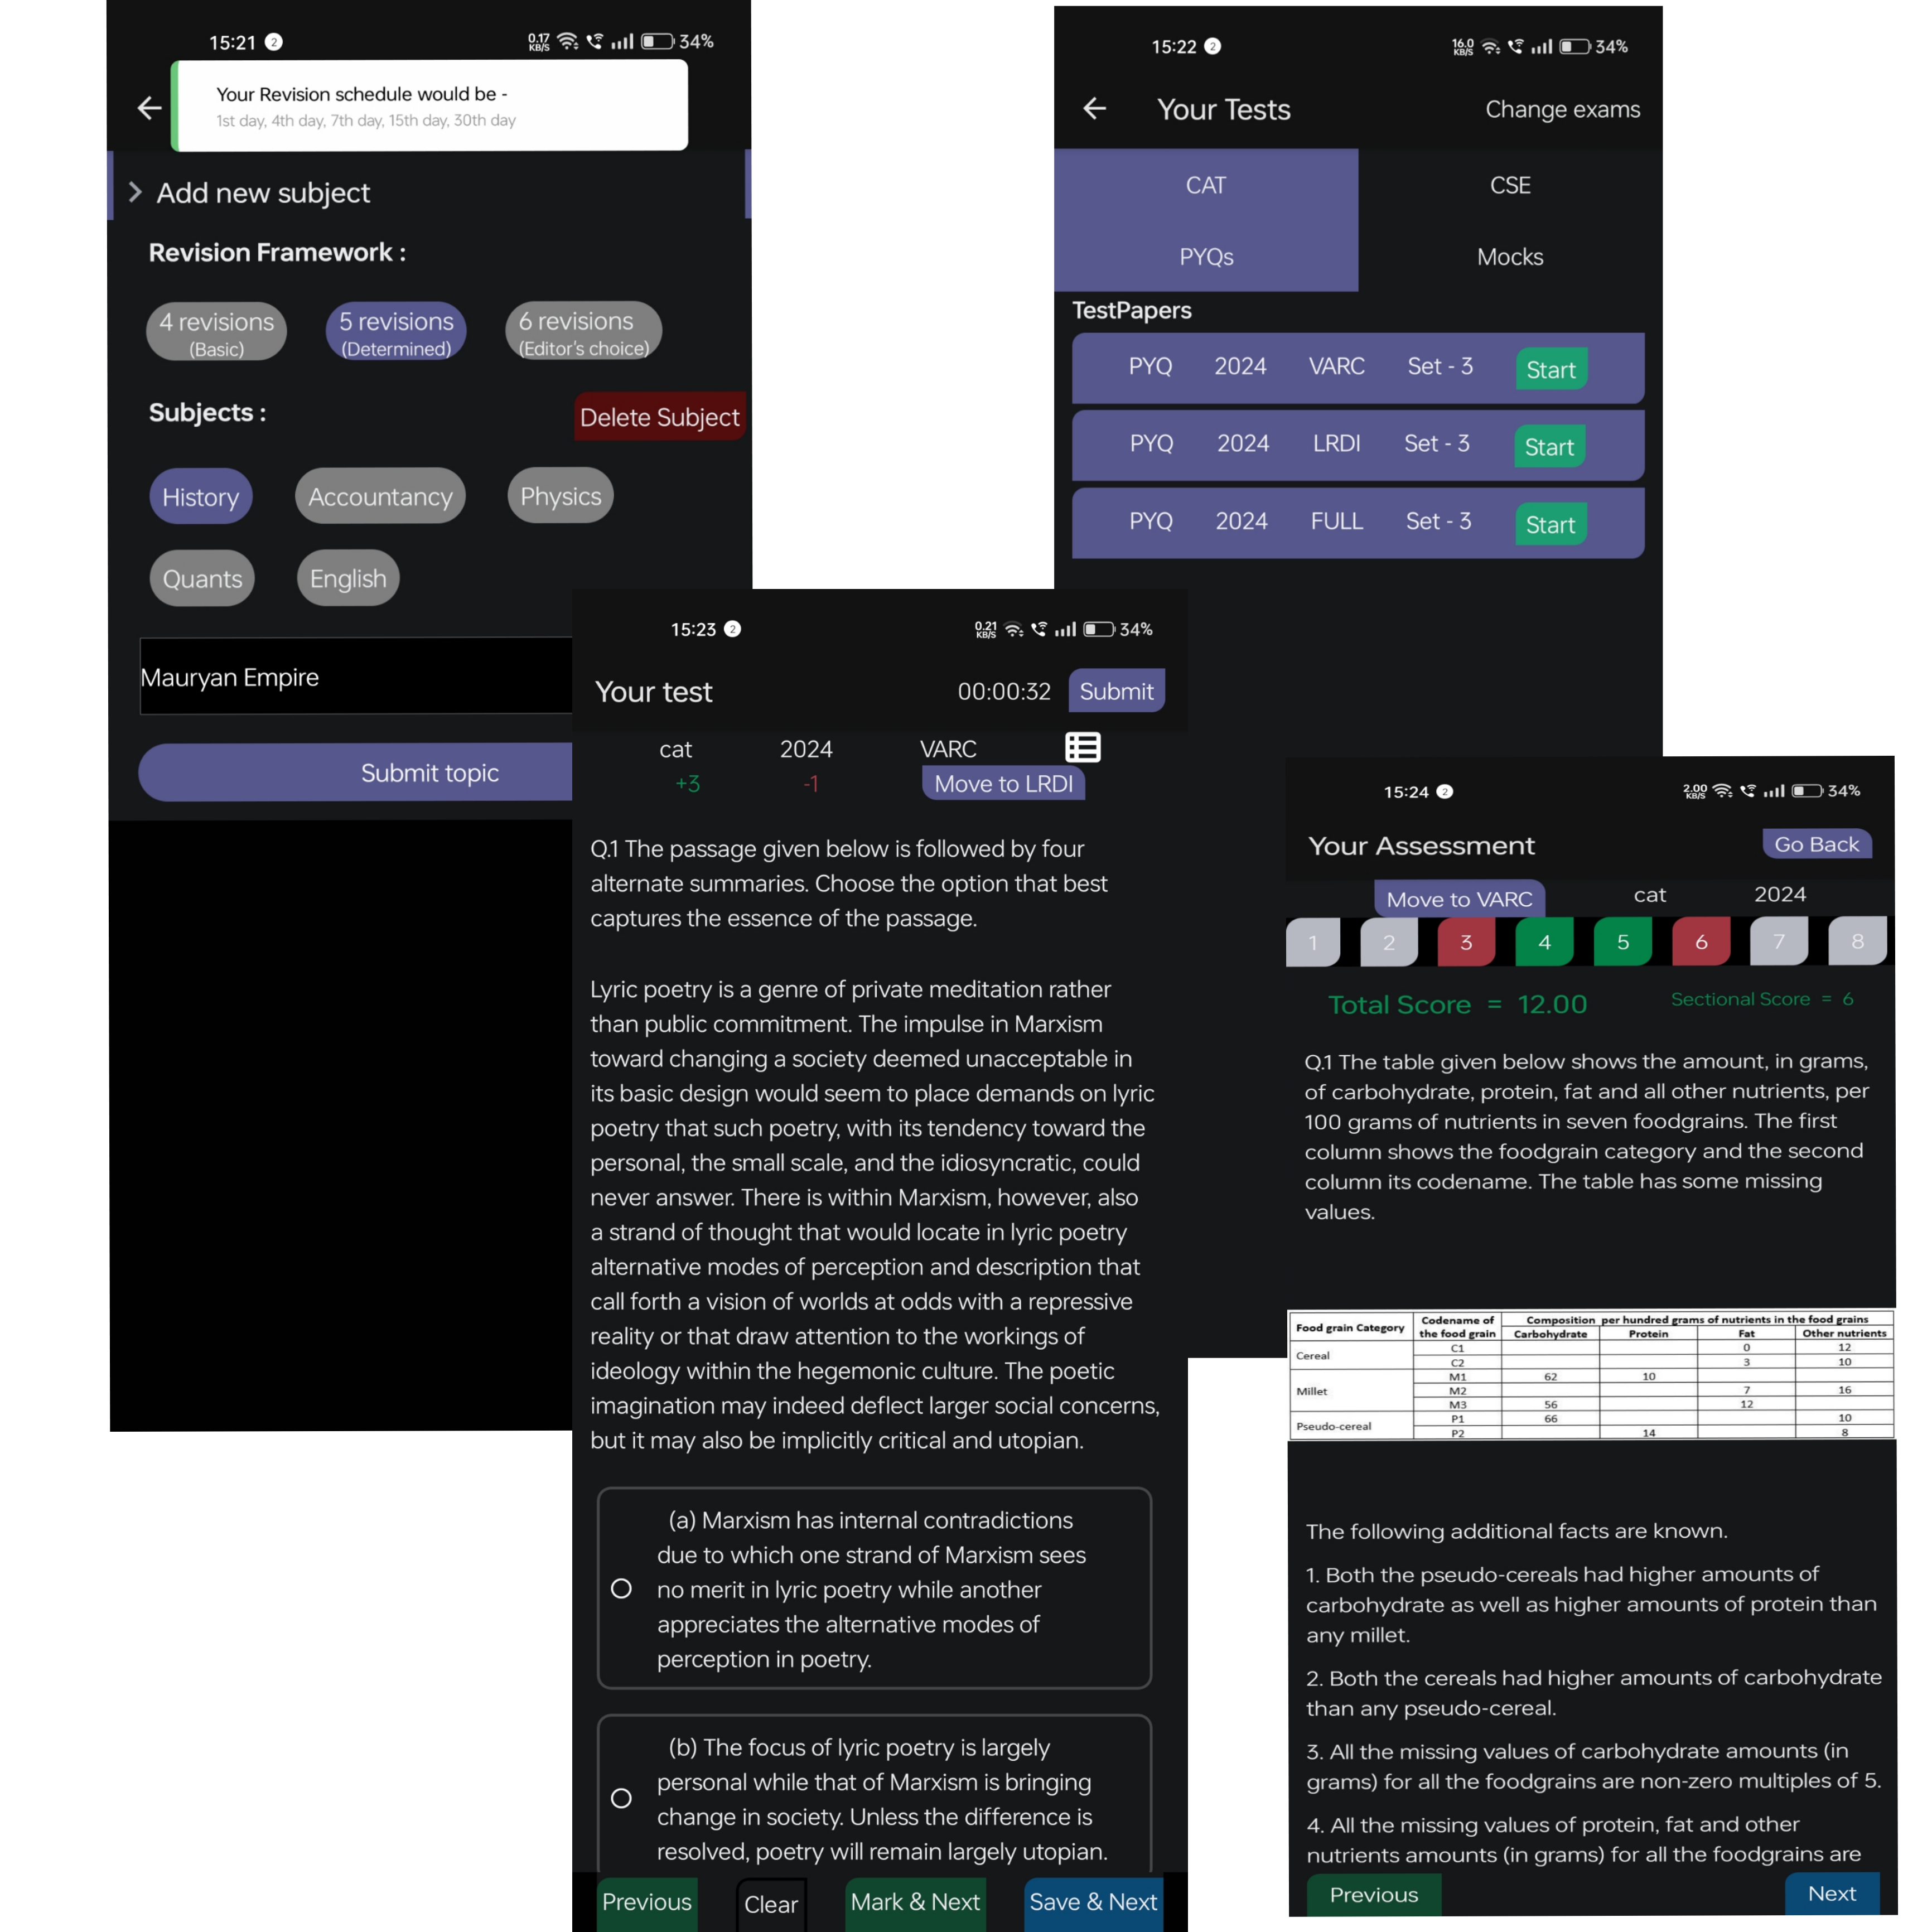 15:21 2 0.17 KB/S 34%
Your Revision schedule would be -
1st day, 4th day, 7th day, 15th day, 30th day
Add new subject
Revision Framework :
4 revisions 5 revisions 6 revisions
(Basic) (Determined) (Editor's choice)
Subjects :
Delete Subject
History Accountancy Physics
Quants English
Mauryan Empire
Submit topic
15:22 2 16.0 KB/S 34%
Your Tests Change exams
CAT CSE
PYQs Mocks
TestPapers
PYQ 2024 VARC Set - 3 Start
PYQ 2024 LRDI Set - 3 Start
PYQ 2024 FULL Set - 3 Start
15:23 2 0.21 KB/S 34%
Your test 00:00:32 Submit
cat 2024 VARC
+3 -1 Move to LRDI
Q.1 The passage given below is followed by four
alternate summaries. Choose the option that best
captures the essence of the passage.
Lyric poetry is a genre of private meditation rather
than public commitment. The impulse in Marxism
toward changing a society deemed unacceptable in
its basic design would seem to place demands on lyric
poetry that such poetry, with its tendency toward the
personal, the small scale, and the idiosyncratic, could
never answer. There is within Marxism, however, also
a strand of thought that would locate in lyric poetry
alternative modes of perception and description that
call forth a vision of worlds at odds with a repressive
reality or that draw attention to the workings of
ideology within the hegemonic culture. The poetic
imagination may indeed deflect larger social concerns,
but it may also be implicitly critical and utopian.
(a) Marxism has internal contradictions
due to which one strand of Marxism sees
no merit in lyric poetry while another
appreciates the alternative modes of
perception in poetry.
(b) The focus of lyric poetry is largely
personal while that of Marxism is bringing
change in society. Unless the difference is
resolved, poetry will remain largely utopian.
Previous Clear Mark & Next Save & Next
15:24 2 2.00 KB/S 34%
Your Assessment Go Back
Move to VARC cat 2024
1 2 3 4 5 6 7 8
Total Score = 12.00 Sectional Score = 6
Q.1 The table given below shows the amount, in grams,
of carbohydrate, protein, fat and all other nutrients, per
100 grams of nutrients in seven foodgrains. The first
column shows the foodgrain category and the second
column its codename. The table has some missing
values.
Food grain Category Codename of the food grain Composition per hundred grams of nutrients in the food grains
Carbohydrate Protein Fat Other nutrients
Cereal C1 0 12
C2 3 10
Millet M1 62 10
M2 7 16
M3 56 12
Pseudo-cereal P1 66 10
P2 14 8
The following additional facts are known.
1. Both the pseudo-cereals had higher amounts of
carbohydrate as well as higher amounts of protein than
any millet.
2. Both the cereals had higher amounts of carbohydrate
than any pseudo-cereal.
3. All the missing values of carbohydrate amounts (in
grams) for all the foodgrains are non-zero multiples of 5.
4. All the missing values of protein, fat and other
nutrients amounts (in grams) for all the foodgrains are
Previous Next